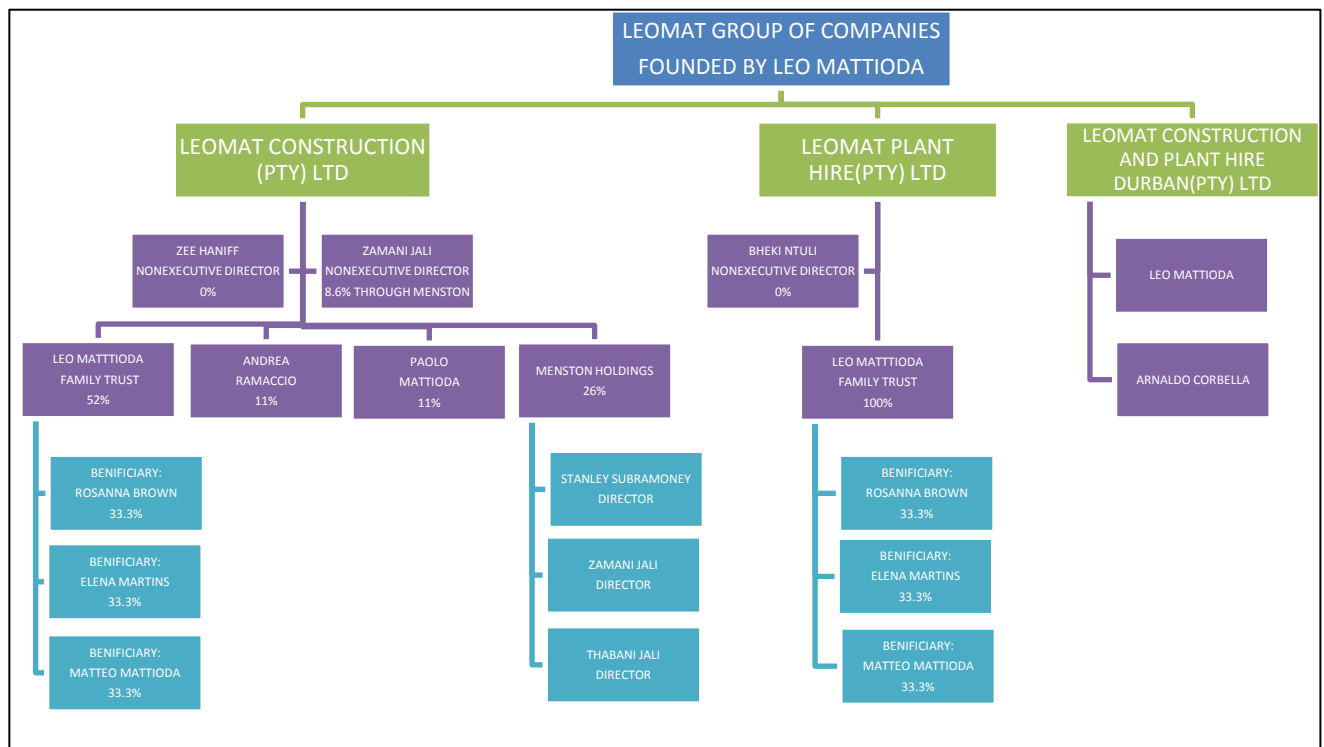 LEOMAT GROUP OF COMPANIES
FOUNDED BY LEO MATTIODA
LEOMAT CONSTRUCTION
(PTY) LTD
LEOMAT PLANT
HIRE(PTY) LTD
LEOMAT CONSTRUCTION
AND PLANT HIRE
DURBAN(PTY) LTD
ZEE HANIFF
NONEXECUTIVE DIRECTOR
0%
ZAMANI JALI
NONEXECUTIVE DIRECTOR
8.6% THROUGH MENSTON
BHEKI NTULI
NONEXECUTIVE DIRECTOR
0%
LEO MATTIODA
LEO MATTTIODA
FAMILY TRUST
52%
ANDREA
RAMACCIO
11%
PAOLO
MATTIODA
11%
MENSTON HOLDINGS
26%
LEO MATTTIODA
FAMILY TRUST
100%
ARNALDO CORBELLA
BENIFICIARY:
ROSANNA BROWN
33.3%
STANLEY SUBRAMONEY
DIRECTOR
BENIFICIARY:
ROSANNA BROWN
33.3%
BENIFICIARY:
ELENA MARTINS
33.3%
ZAMANI JALI
DIRECTOR
BENIFICIARY:
ELENA MARTINS
33.3%
BENIFICIARY:
MATTEO MATTIODA
33.3%
THABANI JALI
DIRECTOR
BENIFICIARY:
MATTEO MATTIODA
33.3%